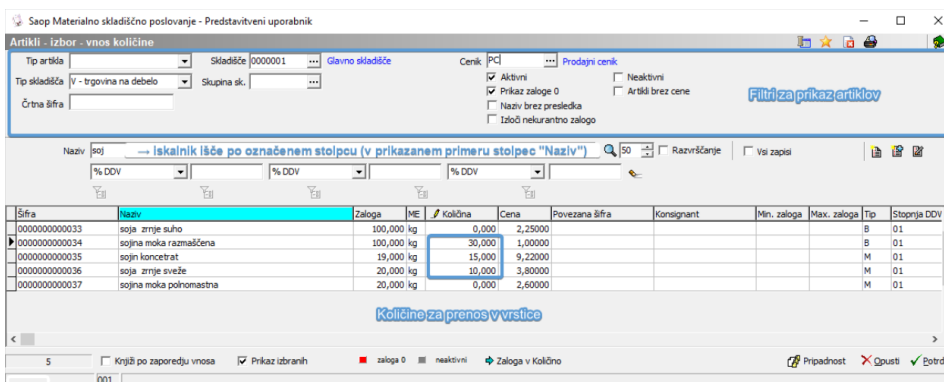 Saop Materialno skladiščno poslovanje - Predstavitveni uporabnik
Artikli - izbor - vnos količine
Tip artikla Skladišče 0000001 Glavno skladišče Cenik PC Prodajni cenik
Tip skladišča V - trgovina na debelo Skupina sk. Aktivni Neaktivni
Prikaz zaloge 0 Artikli brez cene Filtri za prikaz artiklov
Črtna šifra Naziv brez presledka
Izloči nekurantno zalogo
Naziv soj → Iskalnik išče po označenem stolpcu (v prikazanem primeru stolpec "Naziv") 50 Razvrščanje Vsi zapisi
% DDV % DDV % DDV
Šifra Naziv Zaloga ME Količina Cena Povezana šifra Konsignant Min. zaloga Max. zaloga Tip Stopnja DDV
0000000000033 soja zrnje suho 100,000 kg 0,000 2,25000 B 01
0000000000034 sojina moka razmaščena 100,000 kg 30,000 1,00000 B 01
0000000000035 sojin koncetrat 19,000 kg 15,000 9,22000 M 01
0000000000036 soja zrnje sveže 20,000 kg 10,000 3,80000 M 01
0000000000037 sojina moka polnomastna 20,000 kg 0,000 2,60000 M 01
Količine za prenos v vrstice
5 Knjiži po zaporedju vnosa Prikaz izbranih zaloga 0 neaktivni Zaloga v Količino Pripadnost Opusti Potrd
001